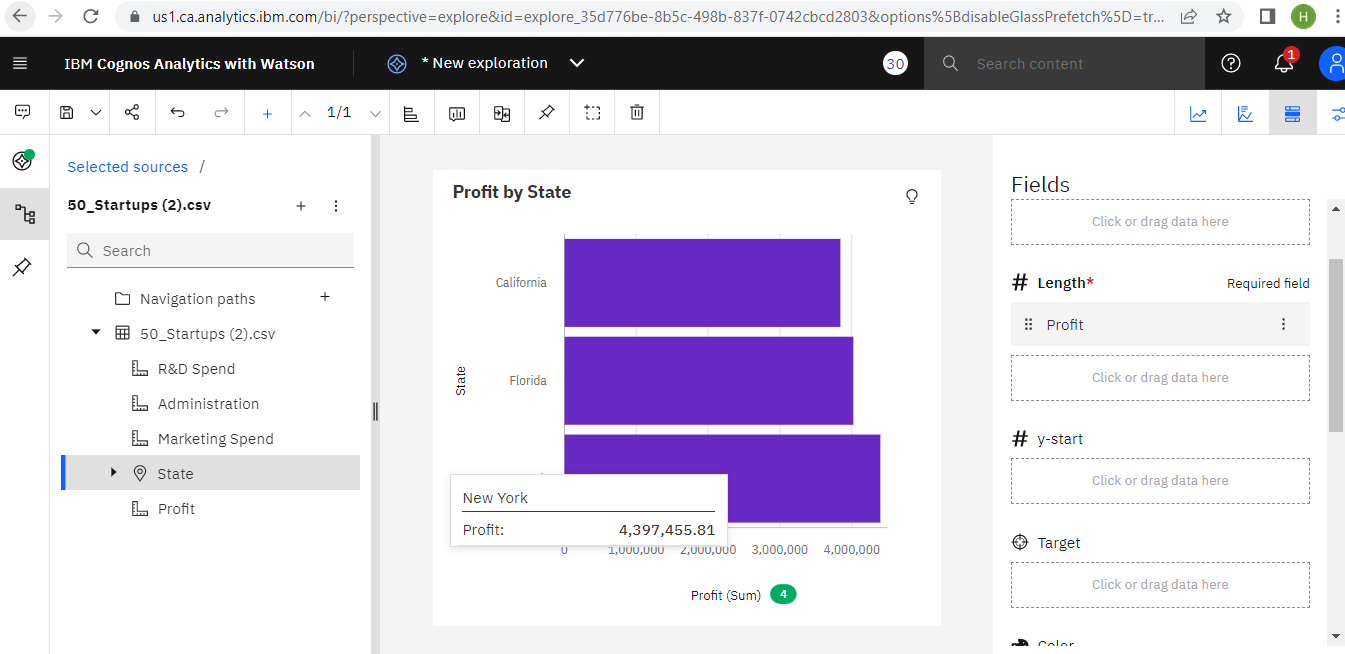 us1.ca.analytics.ibm.com/bi/?perspective=explore&id=explore_35d776be-8b5c-498b-837f-0742cbcd2803&options%5BdisableGlassPrefetch%5D=tr...
H
IBM Cognos Analytics with Watson
* New exploration
30
Search content
1
1/1
Selected sources /
50_Startups (2).csv
Search
Navigation paths
50_Startups (2).csv
R&D Spend
Administration
Marketing Spend
State
Profit
Profit by State
California
Florida
State
New York
Profit: 4,397,455.81
0 1,000,000 2,000,000 3,000,000 4,000,000
Profit (Sum) 4
Fields
Click or drag data here
Length* Required field
Profit
Click or drag data here
y-start
Click or drag data here
Target
Click or drag data here
Color